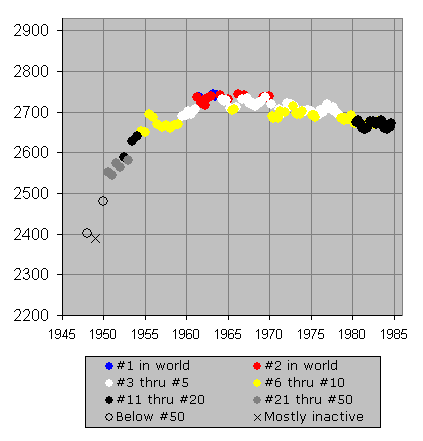 2900
2800
2700
2600
2500
2400
2300
2200
1945 1950 1955 1960 1965 1970 1975 1980 1985
#1 in world #2 in world
#3 thru #5 #6 thru #10
#11 thru #20 #21 thru #50
Below #50 Mostly inactive